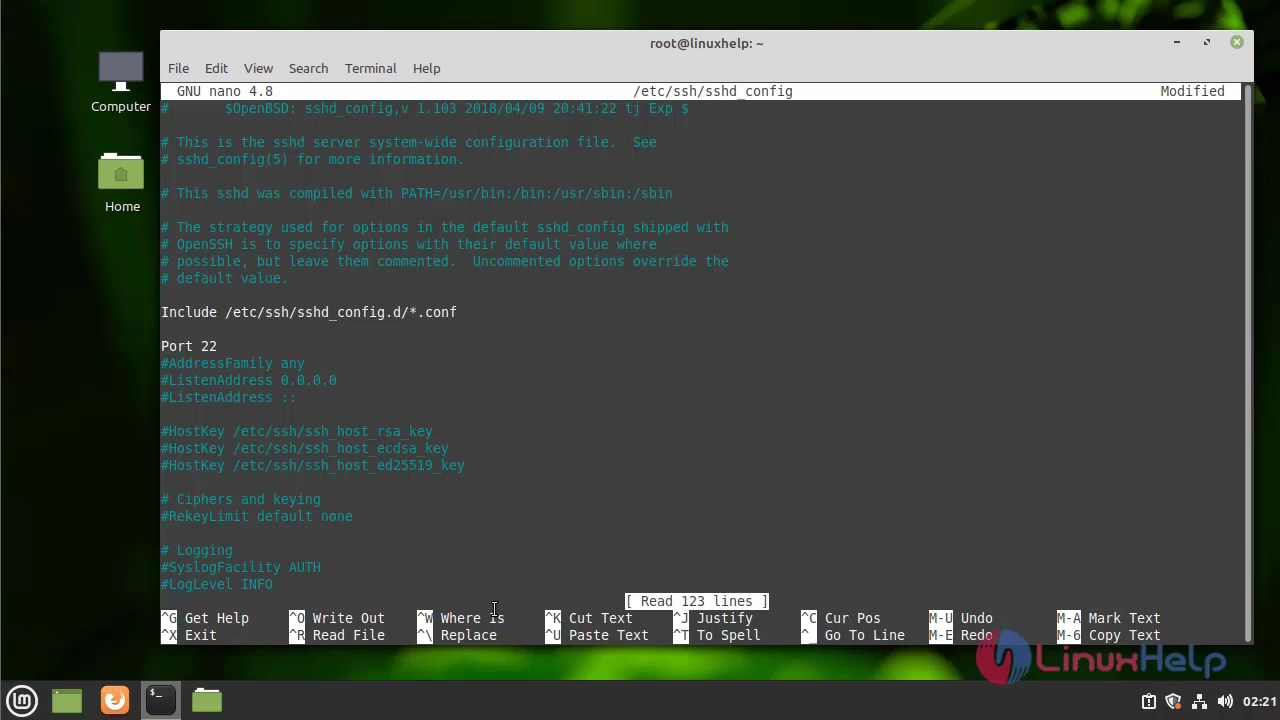 root@linuxhelp: ~
File Edit View Search Terminal Help
GNU nano 4.8 /etc/ssh/sshd_config Modified
# $OpenBSD: sshd_config,v 1.103 2018/04/09 20:41:22 tj Exp $
# This is the sshd server system-wide configuration file. See
# sshd_config(5) for more information.
# This sshd was compiled with PATH=/usr/bin:/bin:/usr/sbin:/sbin
# The strategy used for options in the default sshd_config shipped with
# OpenSSH is to specify options with their default value where
# possible, but leave them commented. Uncommented options override the
# default value.
Include /etc/ssh/sshd_config.d/*.conf
Port 22
#AddressFamily any
#ListenAddress 0.0.0.0
#ListenAddress ::
#HostKey /etc/ssh/ssh_host_rsa_key
#HostKey /etc/ssh/ssh_host_ecdsa_key
#HostKey /etc/ssh/ssh_host_ed25519_key
# Ciphers and keying
#RekeyLimit default none
# Logging
#SyslogFacility AUTH
#LogLevel INFO
[ Read 123 lines ]
^G Get Help ^O Write Out ^W Where Is ^K Cut Text ^J Justify ^C Cur Pos M-U Undo M-A Mark Text
^X Exit ^R Read File ^\ Replace ^U Paste Text ^T To Spell ^_ Go To Line M-E Redo M-6 Copy Text
Computer
Home
LinuxHelp
02:21